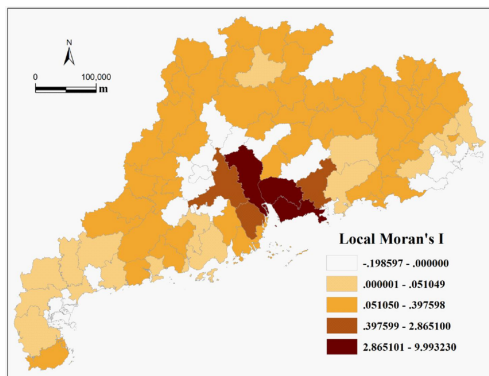 N
0 100,000
m
Local Moran's I
-.198597 - .000000
.000001 - .051049
.051050 - .397598
.397599 - 2.865100
2.865101 - 9.993230